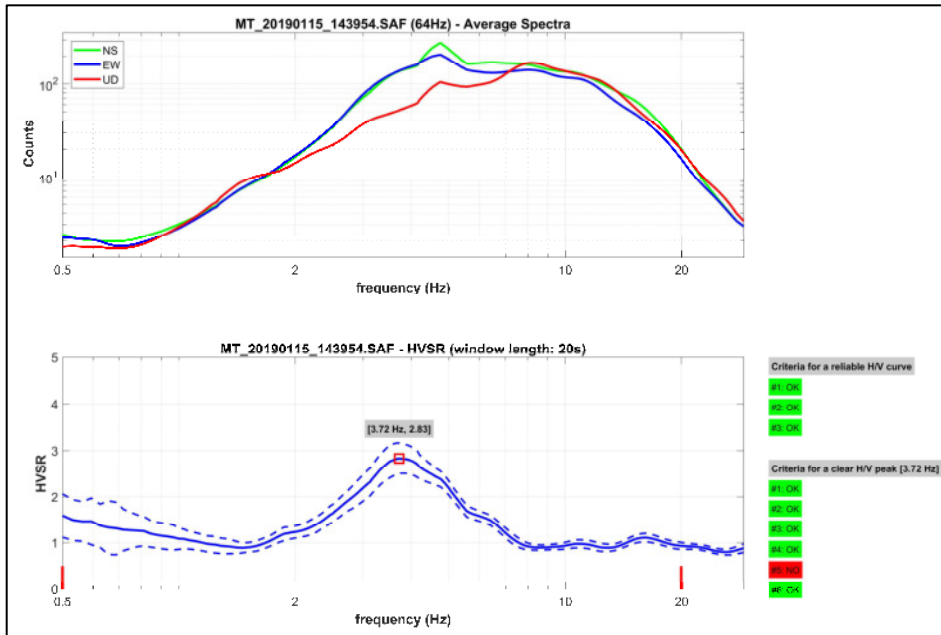 MT_20190115_143954.SAF (64Hz) - Average Spectra
NS
EW
UD
Counts
10²
10¹
0.5 2 10 20
frequency (Hz)
MT_20190115_143954.SAF - HVSR (window length: 20s)
HVSR
5
4
3
2
1
0
[3.72 Hz, 2.83]
0.5 2 10 20
frequency (Hz)
Criteria for a reliable H/V curve
#1: OK
#2: OK
#3: OK
Criteria for a clear H/V peak [3.72 Hz]
#1: OK
#2: OK
#3: OK
#4: OK
#5: NO
#6: OK